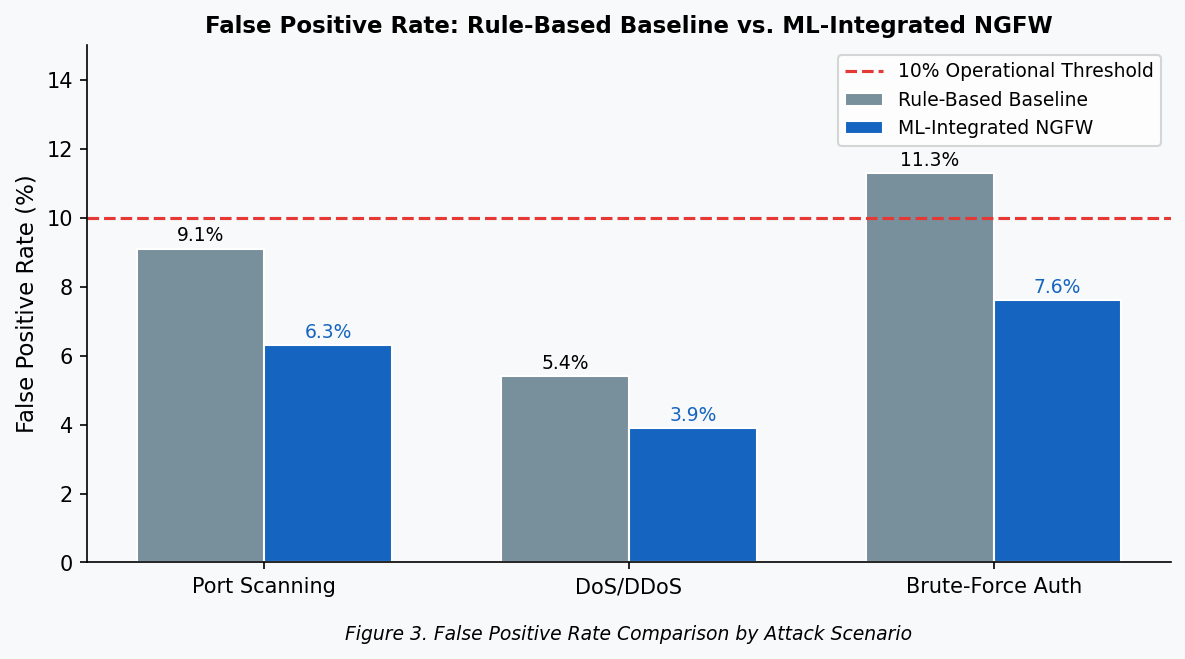 False Positive Rate: Rule-Based Baseline vs. ML-Integrated NGFW
10% Operational Threshold
Rule-Based Baseline
ML-Integrated NGFW
False Positive Rate (%)
14
12
10
8
6
4
2
0
9.1%
6.3%
5.4%
3.9%
11.3%
7.6%
Port Scanning
DoS/DDoS
Brute-Force Auth
Figure 3. False Positive Rate Comparison by Attack Scenario